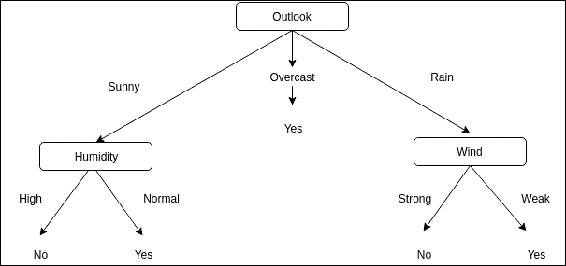 Outlook
Sunny
Overcast
Rain
Yes
Humidity
Wind
High
Normal
Strong
Weak
No
Yes
No
Yes